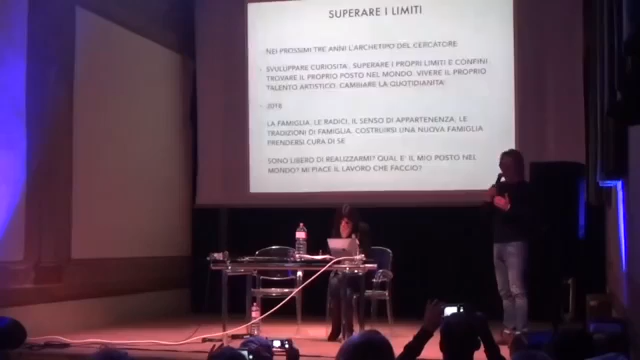 SUPERARE I LIMITI
NEI PROSSIMI TRE ANNI L'ARCHETIPO DEL CERCATORE
SVULUPPARE CURIOSITA', SUPERARE I PROPRI LIMITI E CONFINI,
TROVARE IL PROPRIO POSTO NEL MONDO. VIVERE IL PROPRIO
TALENTO ARTISTICO. CAMBIARE LA QUOTIDIANITA'
2018
LA FAMIGLIA, LE RADICI, IL SENSO DI APPARTENENZA, LE
TRADIZIONI DI FAMIGLIA, COSTRUIRSI UNA NUOVA FAMIGLIA
PRENDERSI CURA DI SE
SONO LIBERO DI REALIZZARMI? QUAL E' IL MIO POSTO NEL
MONDO? MI PIACE IL LAVORO CHE FACCIO?